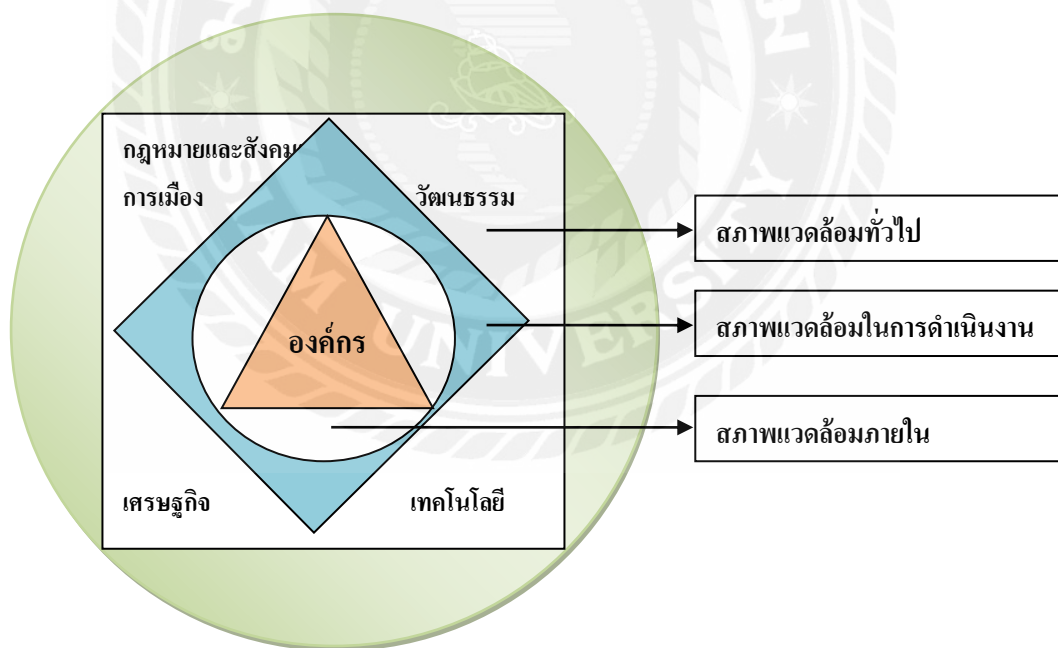 กฎหมายและสังคม
การเมือง
วัฒนธรรม
สภาพแวดล้อมทั่วไป
องค์กร
สภาพแวดล้อมในการดำเนินงาน
สภาพแวดล้อมภายใน
เศรษฐกิจ
เทคโนโลยี
UNIVERSITY